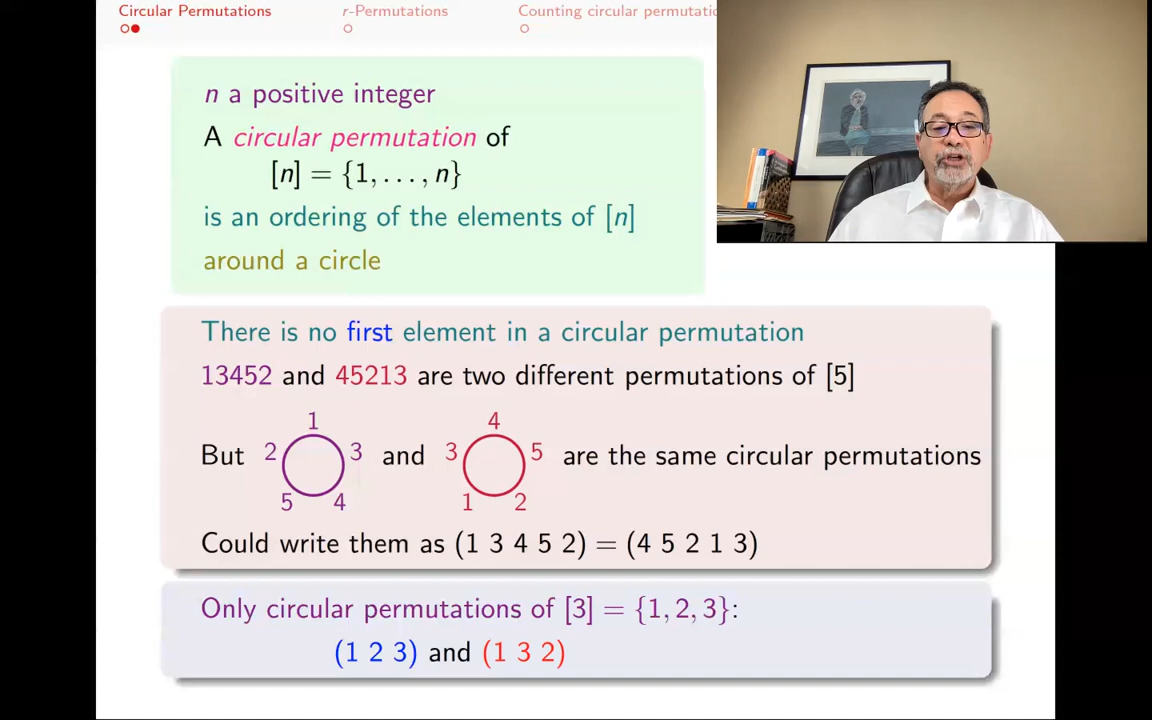 Circular Permutations r-Permutations Counting circular
n a positive integer
A circular permutation of
[n] = {1, . . . , n}
is an ordering of the elements of [n]
around a circle
There is no first element in a circular permutation
13452 and 45213 are two different permutations of [5]
1 4
But 2 3 and 3 5 are the same circular permutations
5 4 1 2
Could write them as (1 3 4 5 2) = (4 5 2 1 3)
Only circular permutations of [3] = {1, 2, 3}:
(1 2 3) and (1 3 2)